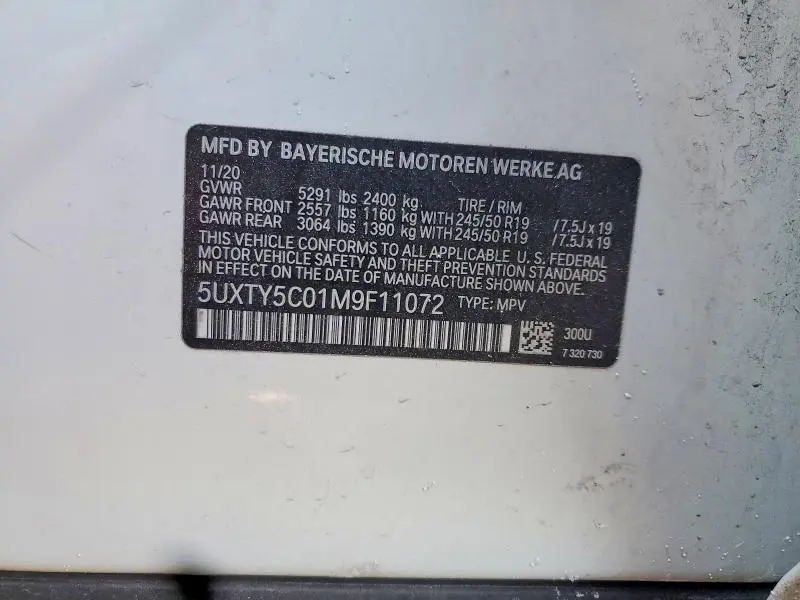 MFD BY BAYERISCHE MOTOREN WERKE AG
11/20
GVWR 5291 lbs 2400 kg TIRE / RIM
GAWR FRONT 2557 lbs 1160 kg WITH 245/50 R19 /7.5J x 19
GAWR REAR 3064 lbs 1390 kg WITH 245/50 R19 /7.5J x 19
THIS VEHICLE CONFORMS TO ALL APPLICABLE U. S. FEDERAL
MOTOR VEHICLE SAFETY AND THEFT PREVENTION STANDARDS
IN EFFECT ON THE DATE OF MANUFACTURE SHOWN ABOVE.
5UXTY5C01M9F11072 TYPE: MPV
300U
7 320 730